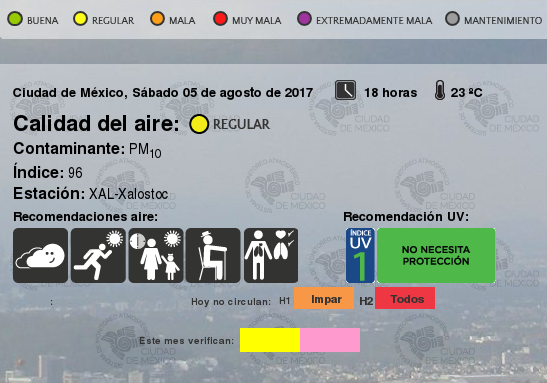 BUENA REGULAR MALA MUY MALA EXTREMADAMENTE MALA MANTENIMIENTO
Ciudad de México, Sábado 05 de agosto de 2017 18 horas 23 ºC
Calidad del aire: REGULAR
Contaminante: PM10
Índice: 96
Estación: XAL-Xalostoc
Recomendaciones aire: Recomendación UV:
ÍNDICE
UV
1
NO NECESITA
PROTECCIÓN
: Hoy no circulan: H1 Impar H2 Todos
Este mes verifican:
CIUDAD
DE MÉXICO